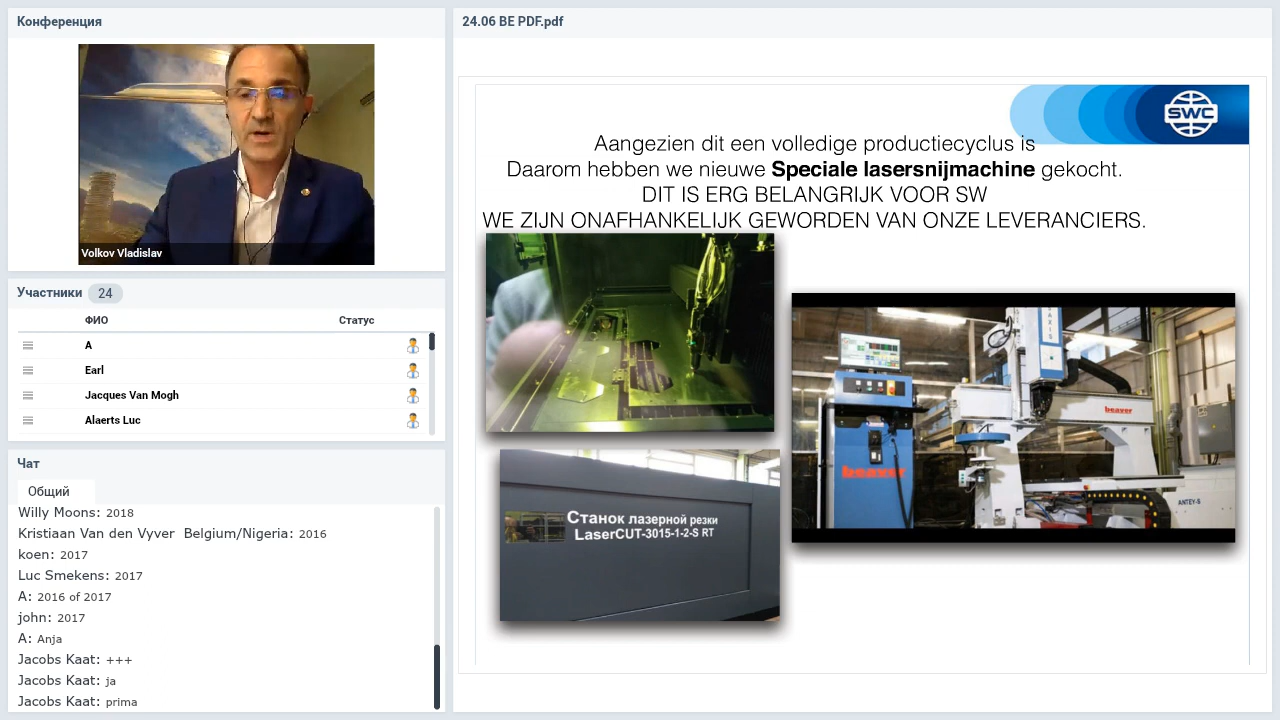 Конференция
Volkov Vladislav
Участники 24
ФИО Статус
A
Earl
Jacques Van Mogh
Alaerts Luc
Чат
Общий
Willy Moons: 2018
Kristiaan Van den Vyver Belgium/Nigeria: 2016
koen: 2017
Luc Smekens: 2017
A: 2016 of 2017
john: 2017
A: Anja
Jacobs Kaat: +++
Jacobs Kaat: ja
Jacobs Kaat: prima
24.06 BE PDF.pdf
SWC
Aangezien dit een volledige productiecyclus is
Daarom hebben we nieuwe Speciale lasersnijmachine gekocht.
DIT IS ERG BELANGRIJK VOOR SW
WE ZIJN ONAFHANKELIJK GEWORDEN VAN ONZE LEVERANCIERS.
AXIS
beaver
beaver
ANTEY-S
Станок лазерной резки
LaserCUT-3015-1-2-S RT